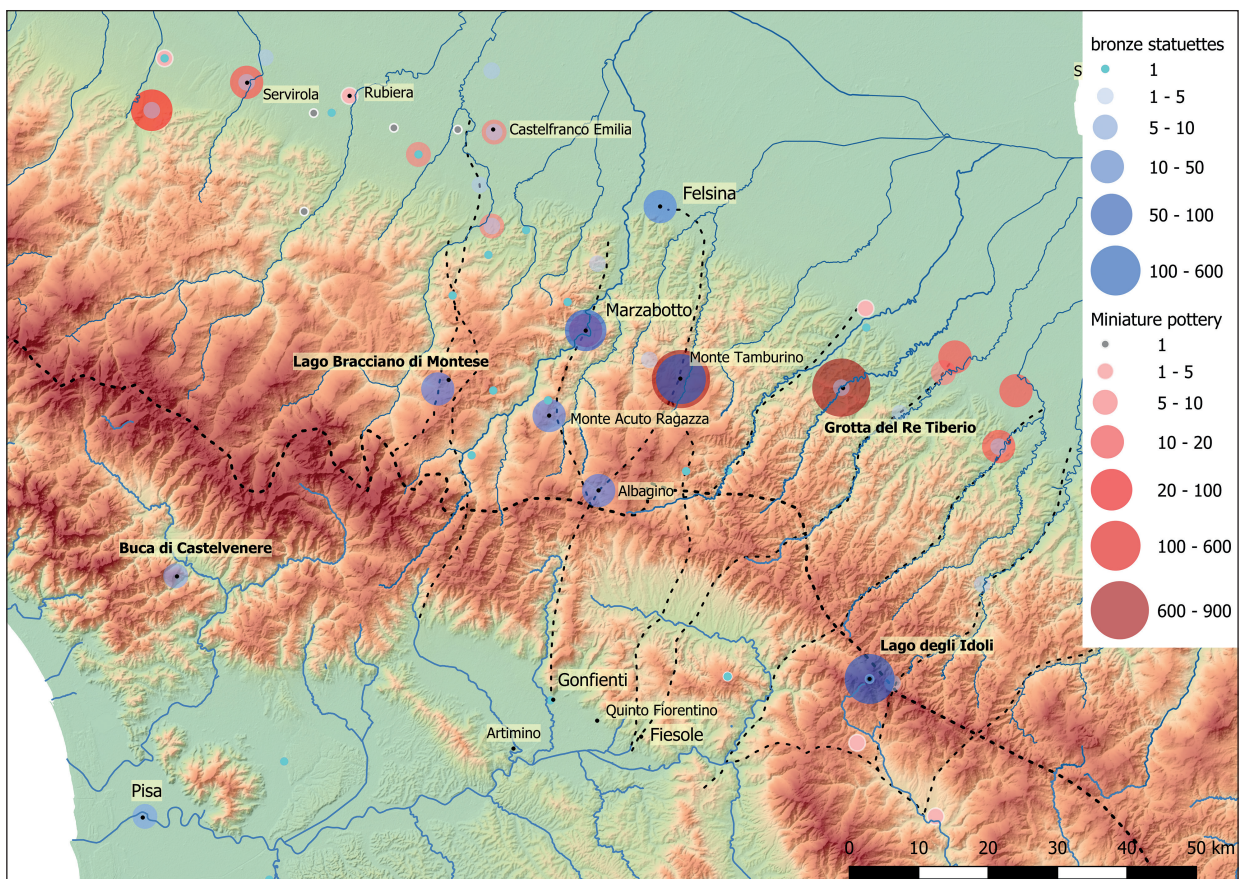 bronze statuettes
1
1 - 5
5 - 10
10 - 50
50 - 100
100 - 600
Miniature pottery
1
1 - 5
5 - 10
10 - 20
20 - 100
100 - 600
600 - 900
S
Servirola
Rubiera
Castelfranco Emilia
Felsina
Marzabotto
Lago Bracciano di Montese
Monte Tamburino
Monte Acuto Ragazza
Grotta del Re Tiberio
Albagino
Buca di Castelvenere
Lago degli Idoli
Gonfienti
Quinto Fiorentino
Artimino
Fiesole
Pisa
0 10 20 30 40 50 km